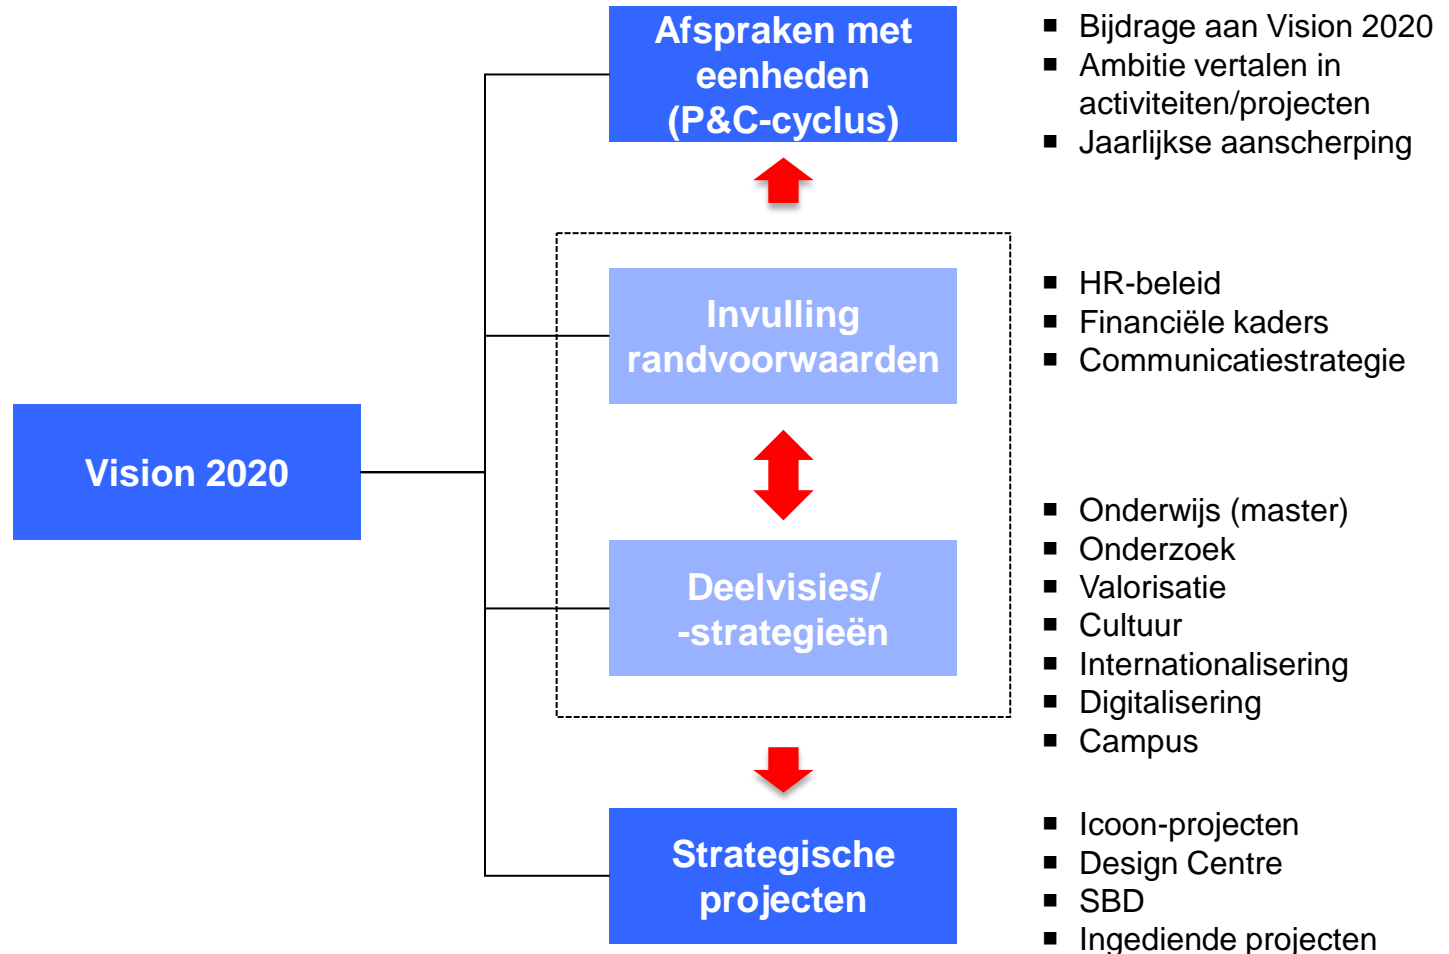 Afspraken met
eenheden
(P&C-cyclus)
■ Bijdrage aan Vision 2020
■ Ambitie vertalen in
activiteiten/projecten
■ Jaarlijkse aanscherping
Invulling
randvoorwaarden
■ HR-beleid
■ Financiële kaders
■ Communicatiestrategie
Vision 2020
Deelvisies/
-strategieën
■ Onderwijs (master)
■ Onderzoek
■ Valorisatie
■ Cultuur
■ Internationalisering
■ Digitalisering
■ Campus
Strategische
projecten
■ Icoon-projecten
■ Design Centre
■ SBD
■ Ingediende projecten